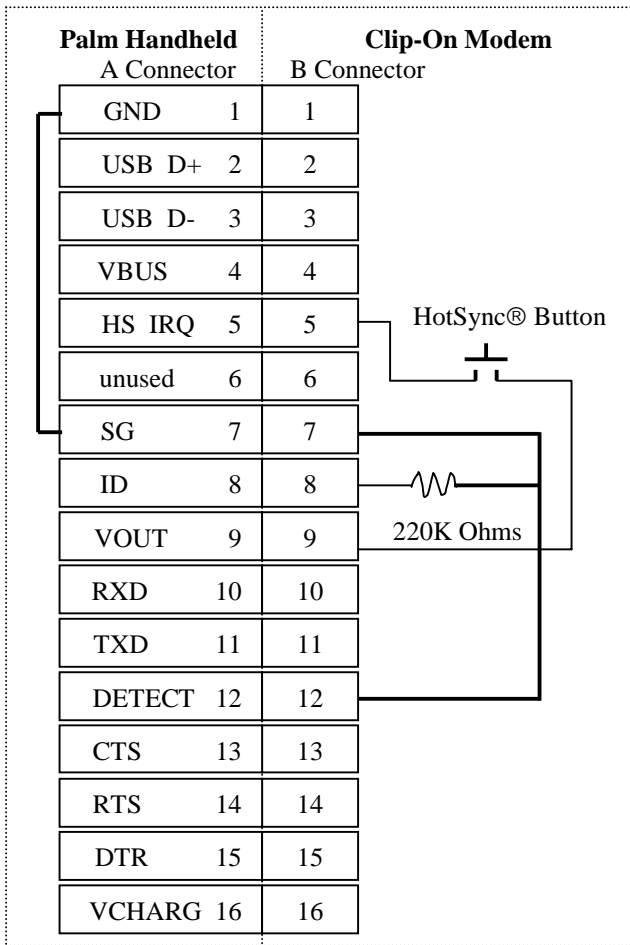 Palm Handheld Clip-On Modem
A Connector B Connector
GND 1 1
USB D+ 2 2
USB D- 3 3
VBUS 4 4
HS IRQ 5 5 HotSync® Button
unused 6 6
SG 7 7
ID 8 8
VOUT 9 9 220K Ohms
RXD 10 10
TXD 11 11
DETECT 12 12
CTS 13 13
RTS 14 14
DTR 15 15
VCHARG 16 16